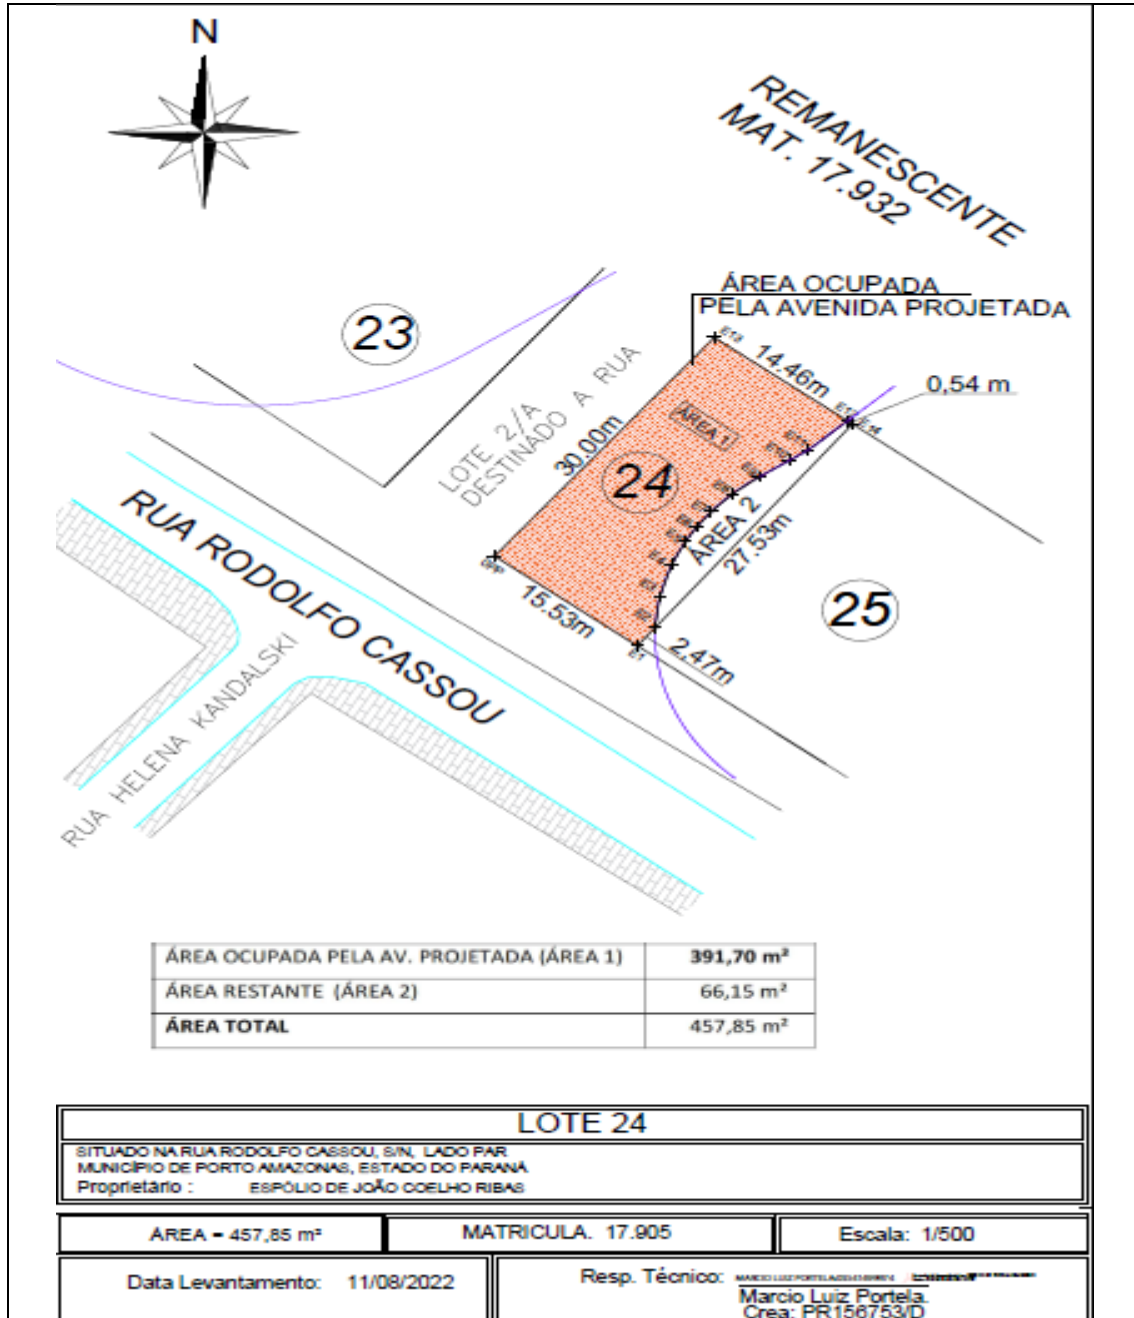 N
REMANESCENTE
MAT. 17.932
ÁREA OCUPADA
PELA AVENIDA PROJETADA
23
LOTE 2/A
DESTINADO A RUA
E13
14.46m
0,54 m
ÁREA 1
30.00m
24
ÁREA 2
27.53m
25
0PP
15.53m
E1
2,47m
RUA RODOLFO CASSOU
RUA HELENA KANDALSKI
ÁREA OCUPADA PELA AV. PROJETADA (ÁREA 1) 391,70 m²
ÁREA RESTANTE (ÁREA 2) 66,15 m²
ÁREA TOTAL 457,85 m²
LOTE 24
SITUADO NA RUA RODOLFO CASSOU, S/N, LADO PAR
MUNICÍPIO DE PORTO AMAZONAS, ESTADO DO PARANÁ
Proprietário : ESPÓLIO DE JOÃO COELHO RIBAS
ÁREA = 457,85 m² MATRICULA. 17.905 Escala: 1/500
Data Levantamento: 11/08/2022
Resp. Técnico:
Marcio Luiz Portela.
Crea: PR156753/D